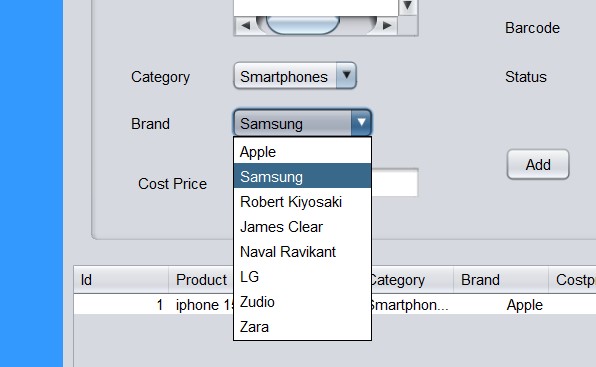 Barcode
Category Smartphones Status
Brand Samsung
Apple
Samsung
Add
Cost Price
Robert Kiyosaki
James Clear
Naval Ravikant
LG
Zudio
Zara
Id Product Category Brand Costp
1 iphone 15 Smartphon... Apple